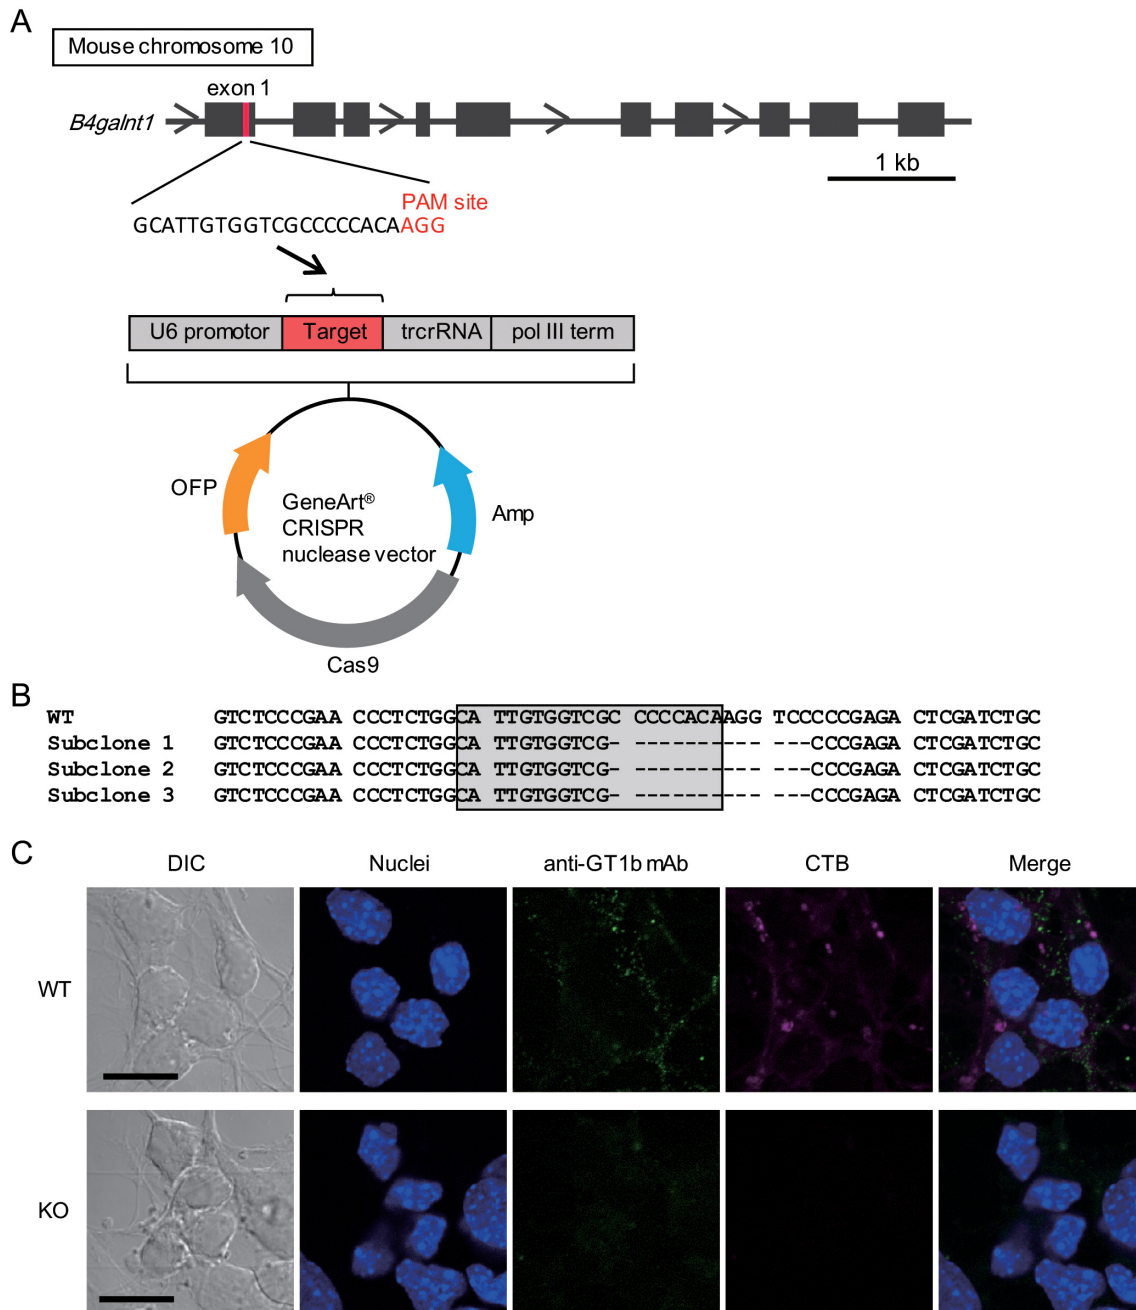 A
Mouse chromosome 10
exon 1
B4galnt1
1 kb
PAM site
GCATTGTGGTCGCCCCCACAAGG
U6 promotor Target trcrRNA pol III term
OFP
GeneArt®
CRISPR
nuclease vector
Amp
Cas9
B
WT GTCTCCCGAA CCCTCTGGCA TTGTGGTCGC CCCCACAAGG TCCCCCGAGA CTCGATCTGC
Subclone 1 GTCTCCCGAA CCCTCTGGCA TTGTGGTCG- ---------- ---CCCGAGA CTCGATCTGC
Subclone 2 GTCTCCCGAA CCCTCTGGCA TTGTGGTCG- ---------- ---CCCGAGA CTCGATCTGC
Subclone 3 GTCTCCCGAA CCCTCTGGCA TTGTGGTCG- ---------- ---CCCGAGA CTCGATCTGC
C
DIC Nuclei anti-GT1b mAb CTB Merge
WT
KO